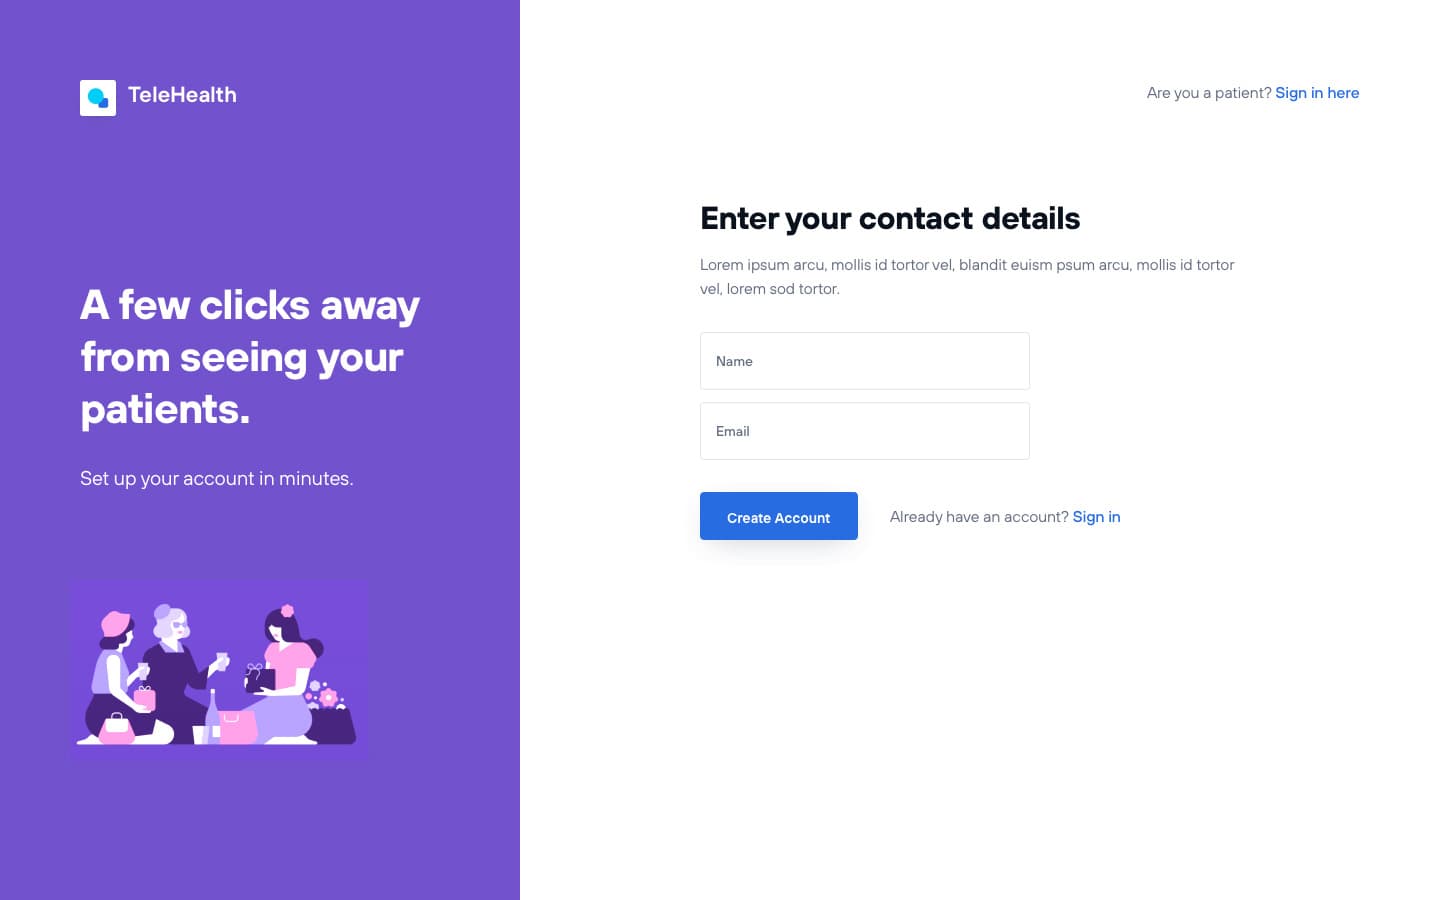 TeleHealth
Are you a patient? Sign in here
A few clicks away
from seeing your
patients.
Set up your account in minutes.
Enter your contact details
Lorem ipsum arcu, mollis id tortor vel, blandit euism psum arcu, mollis id tortor
vel, lorem sod tortor.
Name
Email
Create Account
Already have an account? Sign in